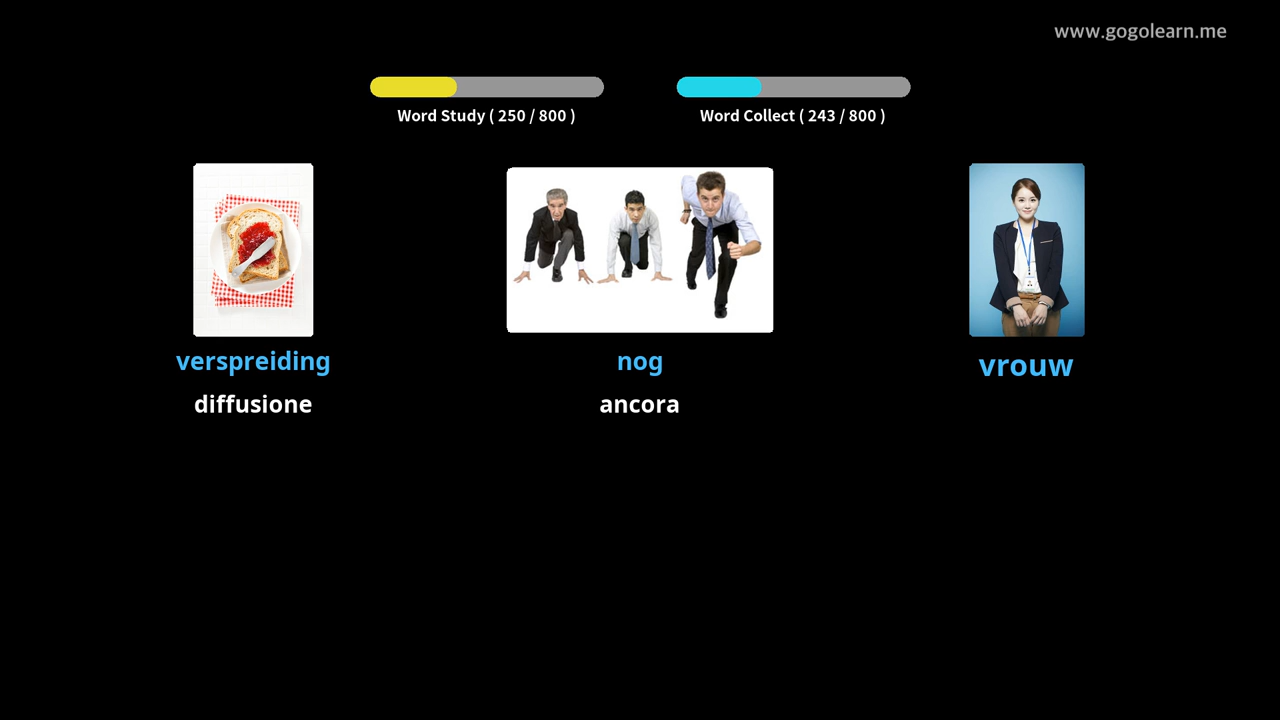 www.gogolearn.me
Word Study ( 250 / 800 )
Word Collect ( 243 / 800 )
verspreiding
nog
vrouw
diffusione
ancora